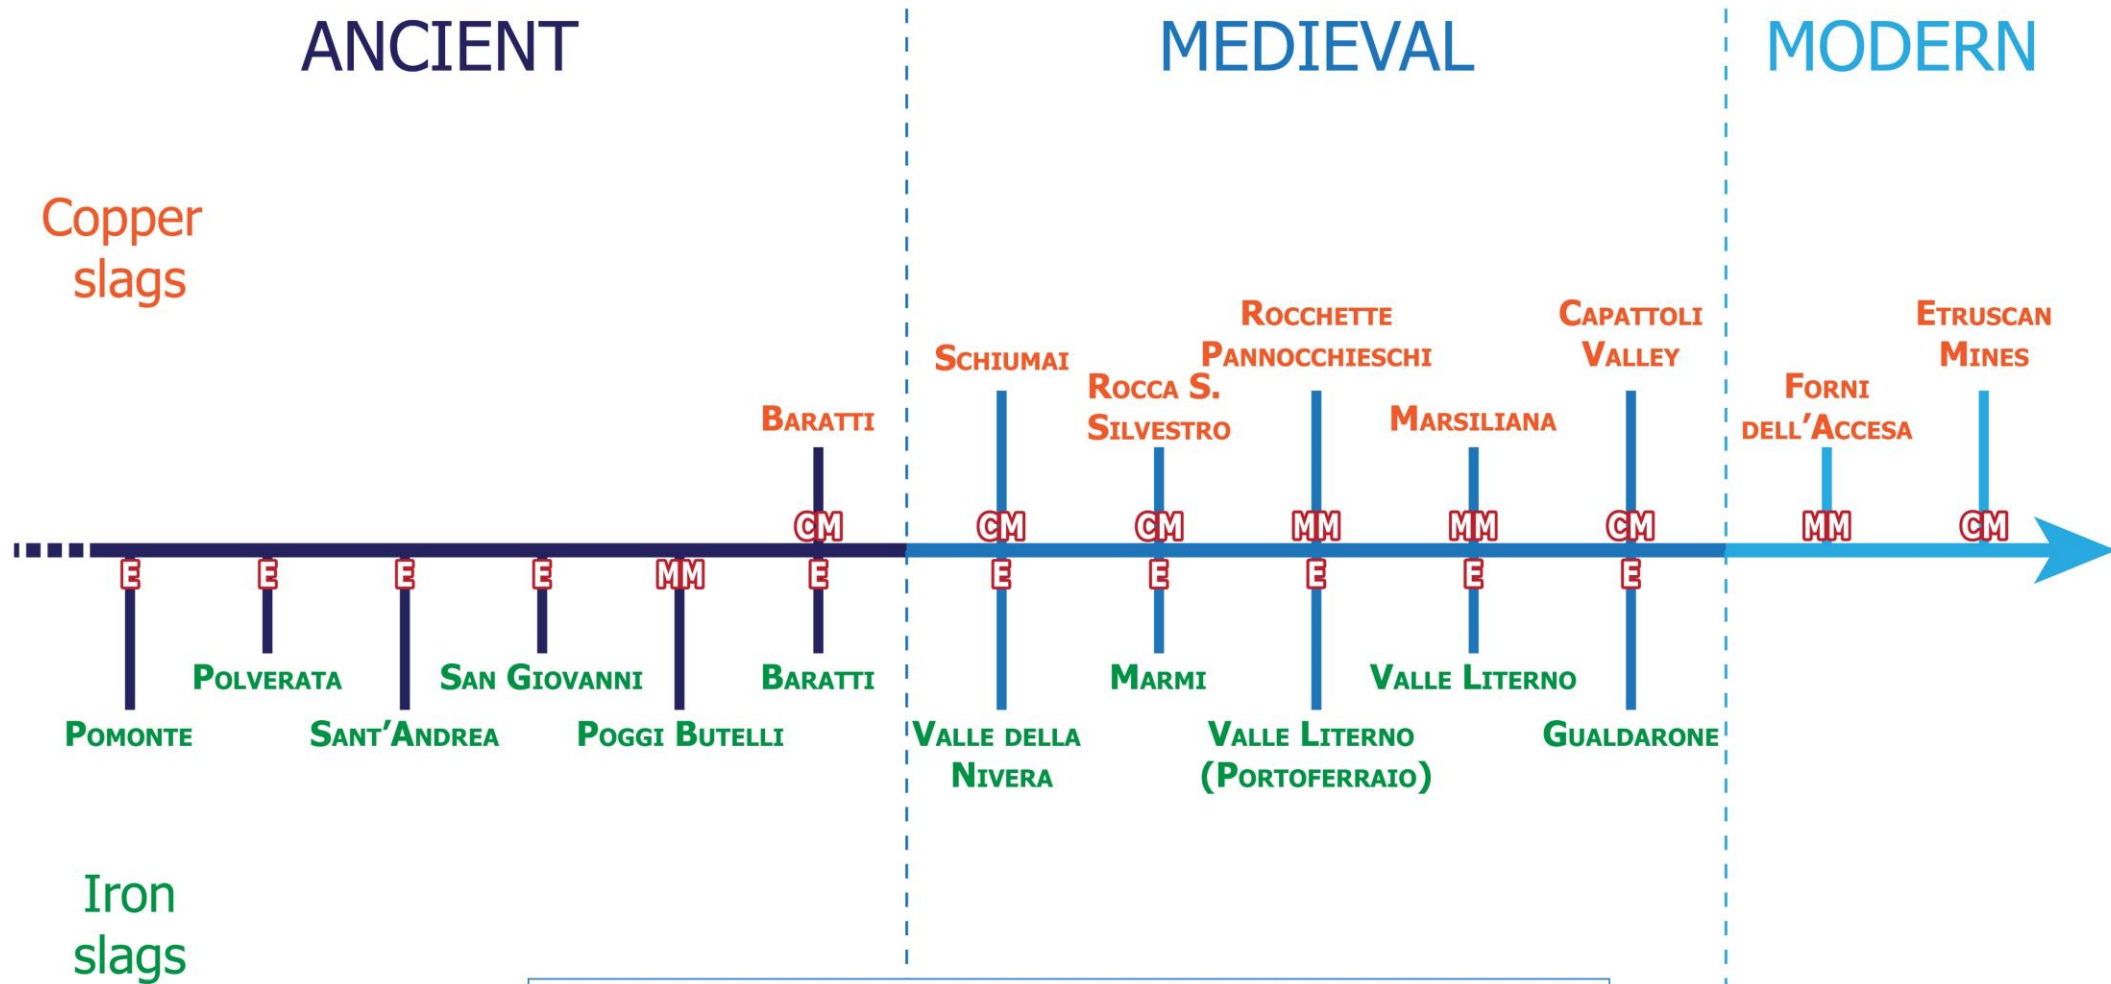 ANCIENT
MEDIEVAL
MODERN
Copper
slags
Baratti
Schiumai
Rocca S.
Silvestro
Rocchette
Pannocchieschi
Marsiliana
Capattoli
Valley
Forni
dell'Accesa
Etruscan
Mines
CM
CM
CM
MM
MM
CM
MM
CM
E
E
E
E
MM
E
E
E
E
E
E
Pomonte
Polverata
Sant'Andrea
San Giovanni
Poggi Butelli
Baratti
Valle della
Nivera
Marmi
Valle Literno
(Portoferraio)
Valle Literno
Gualdarone
Iron
slags